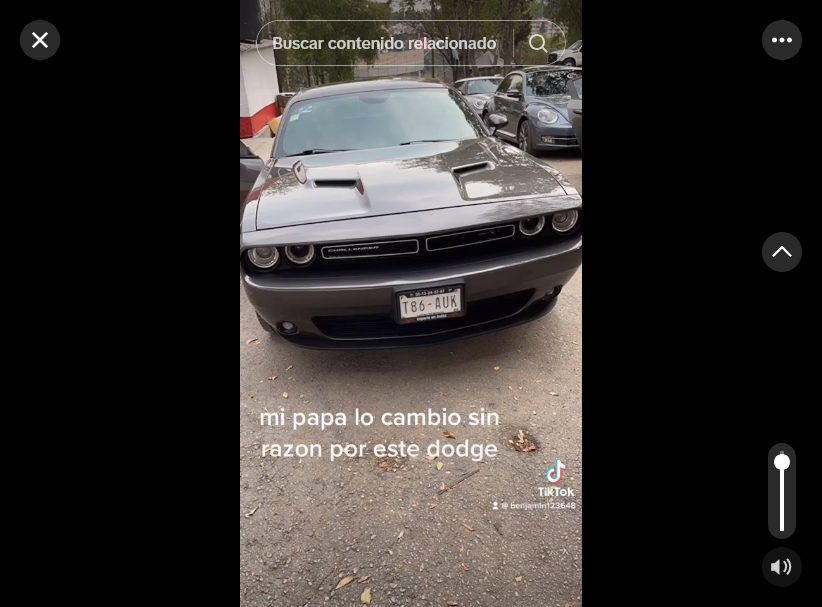 Buscar contenido relacionado
CHALLENGER
T86-AUK
mi papa lo cambio sin
razon por este dodge
TikTok
@ benjamin123648